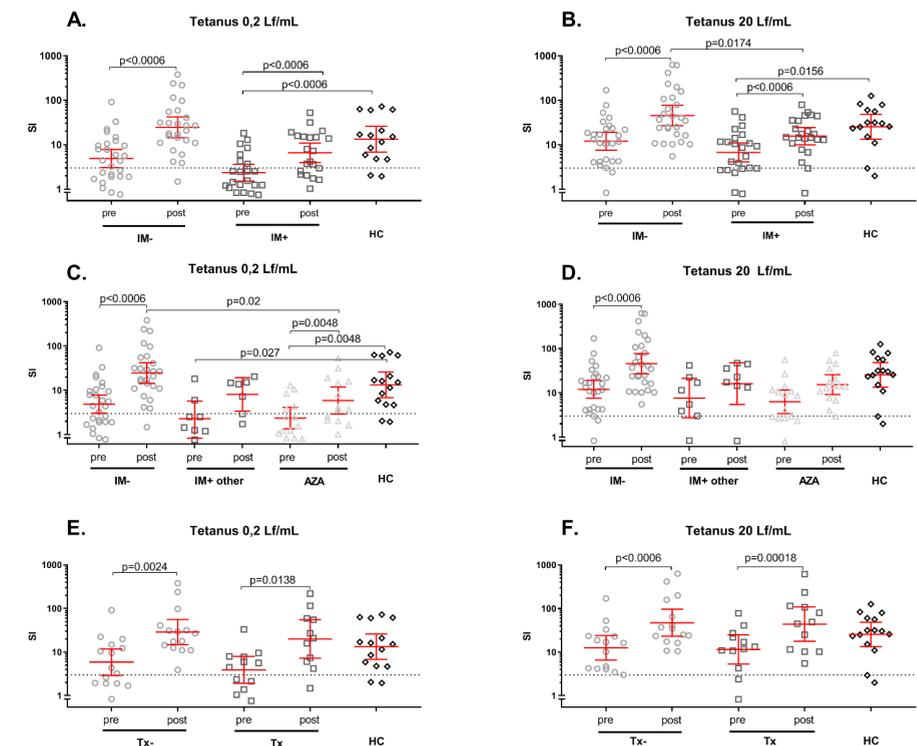 A.
Tetanus 0,2 Lf/mL
1000
100
10
1
SI
p<0.0006
p<0.0006
p<0.0006
pre post pre post
IM- IM+ HC
B.
Tetanus 20 Lf/mL
1000
100
10
1
SI
p=0.0174
p<0.0006
p=0.0156
p<0.0006
pre post pre post
IM- IM+ HC
C.
Tetanus 0,2 Lf/mL
1000
100
10
1
SI
p<0.0006
p=0.02
p=0.0048
p=0.0048
p=0.027
pre post pre post pre post
IM- IM+ other AZA HC
D.
Tetanus 20 Lf/mL
1000
100
10
1
SI
p<0.0006
pre post pre post pre post
IM- IM+ other AZA HC
E.
Tetanus 0,2 Lf/mL
1000
100
10
1
SI
p=0.0024
p=0.0138
pre post pre post
Tx- Tx HC
F.
Tetanus 20 Lf/mL
1000
100
10
1
SI
p<0.0006
p=0.00018
pre post pre post
Tx- Tx HC